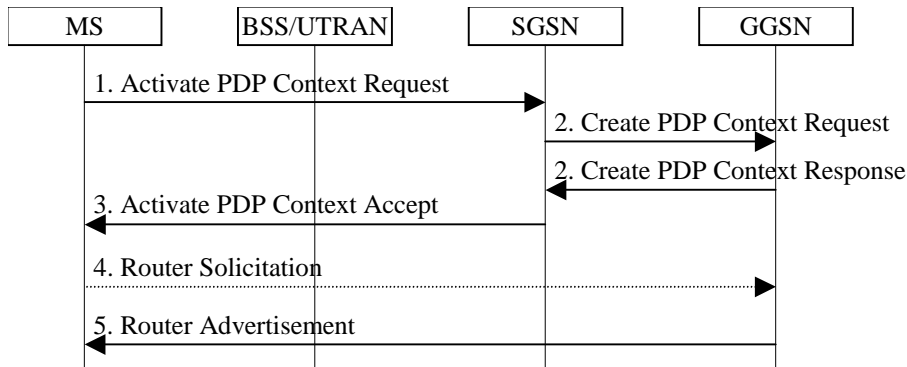 MS BSS/UTRAN SGSN GGSN
1. Activate PDP Context Request
2. Create PDP Context Request
2. Create PDP Context Response
3. Activate PDP Context Accept
4. Router Solicitation
5. Router Advertisement